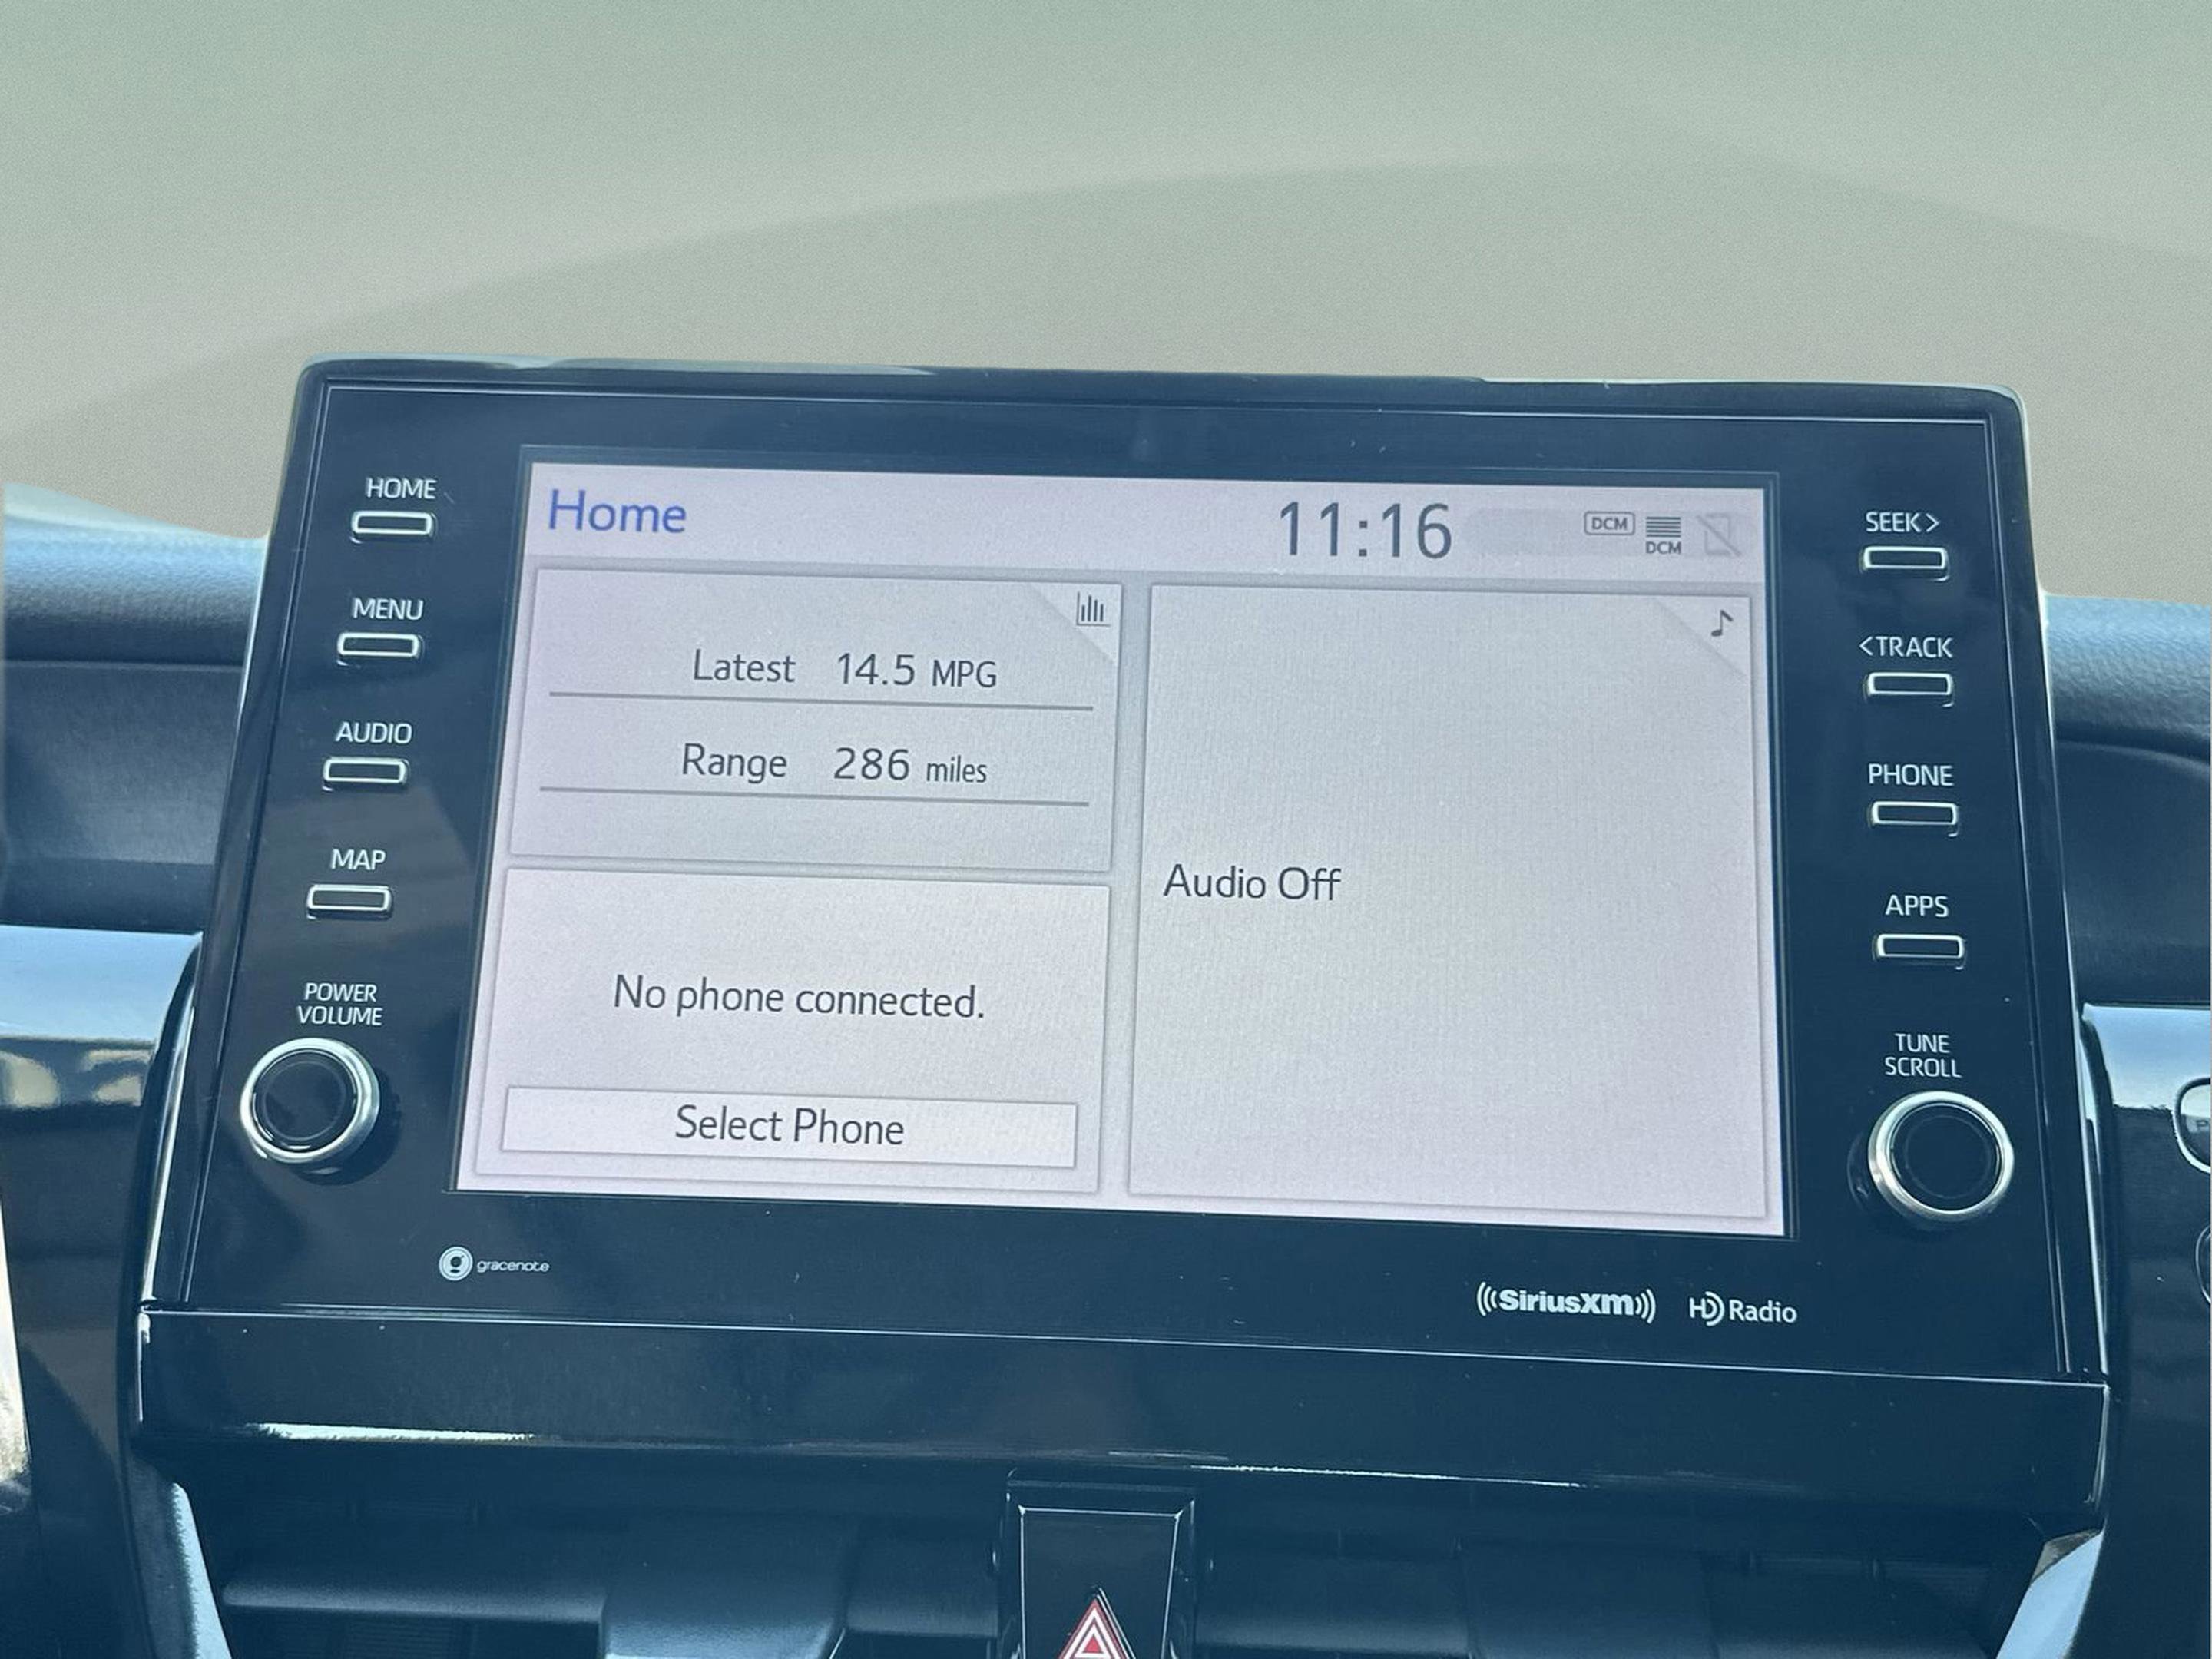 HOME
MENU
AUDIO
MAP
POWER
VOLUME
Home
11:16
DCM
DCM
Latest 14.5 MPG
Range 286 miles
No phone connected.
Select Phone
Audio Off
SEEK >
< TRACK
PHONE
APPS
TUNE
SCROLL
gracenote
SiriusXM
HD Radio